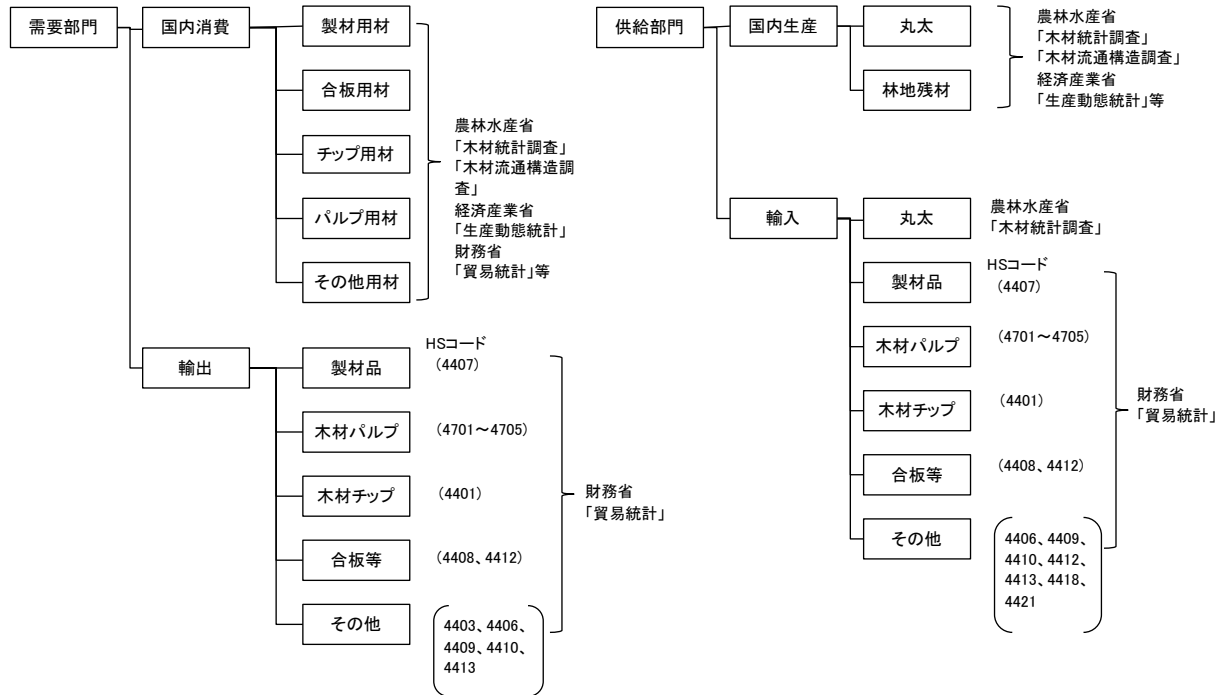 需要部門
国内消費
製材用材
合板用材
チップ用材
パルプ用材
その他用材
農林水産省
「木材統計調査」
「木材流通構造調
査」
経済産業省
「生産動態統計」
財務省
「貿易統計」等
輸出
HSコード
製材品
(4407)
木材パルプ
(4701～4705)
木材チップ
(4401)
合板等
(4408、4412)
その他
4403、4406、
4409、4410、
4413
財務省
「貿易統計」
供給部門
国内生産
丸太
林地残材
農林水産省
「木材統計調査」
「木材流通構造調査」
経済産業省
「生産動態統計」等
輸入
丸太
農林水産省
「木材統計調査」
HSコード
製材品
(4407)
木材パルプ
(4701～4705)
木材チップ
(4401)
合板等
(4408、4412)
その他
4406、4409、
4410、4412、
4413、4418、
4421
財務省
「貿易統計」